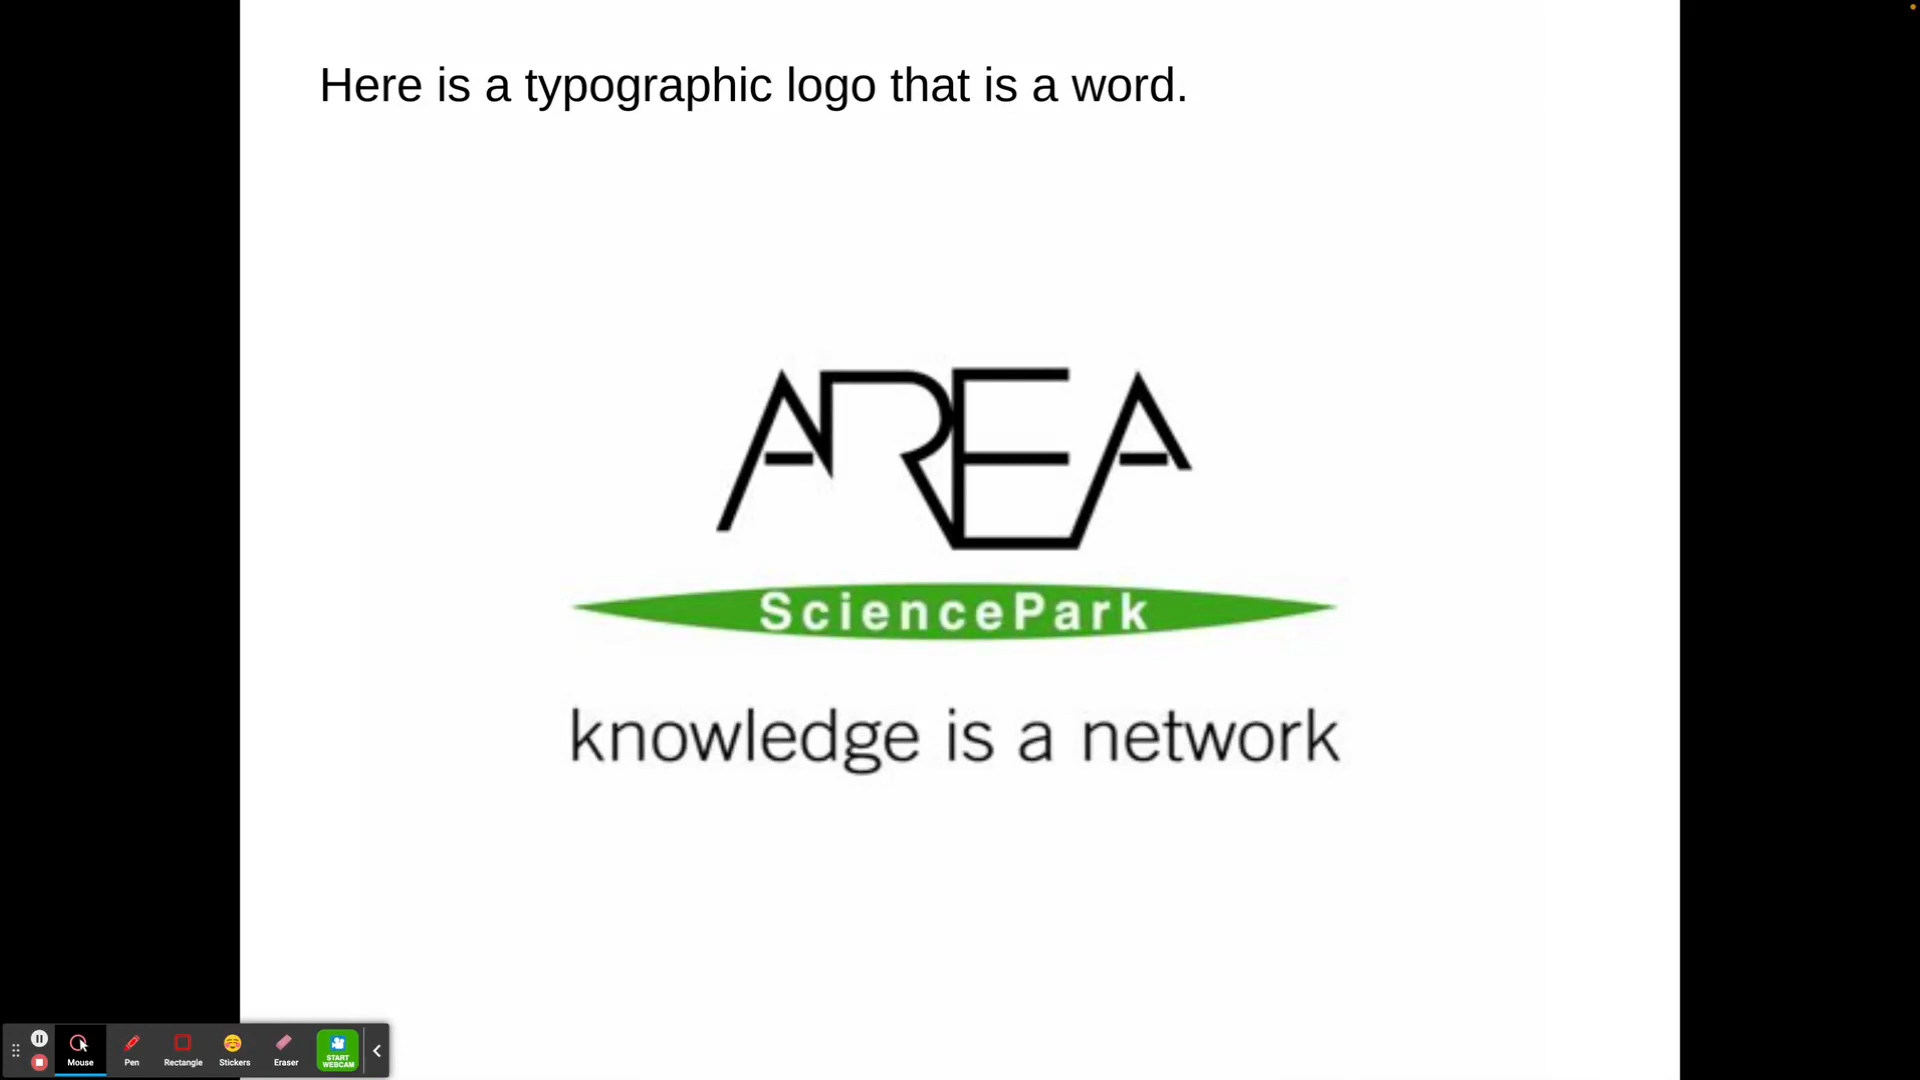 Here is a typographic logo that is a word.
AREA
SciencePark
knowledge is a network
Mouse
Pen
Rectangle
Stickers
Eraser
START
WEBCAM